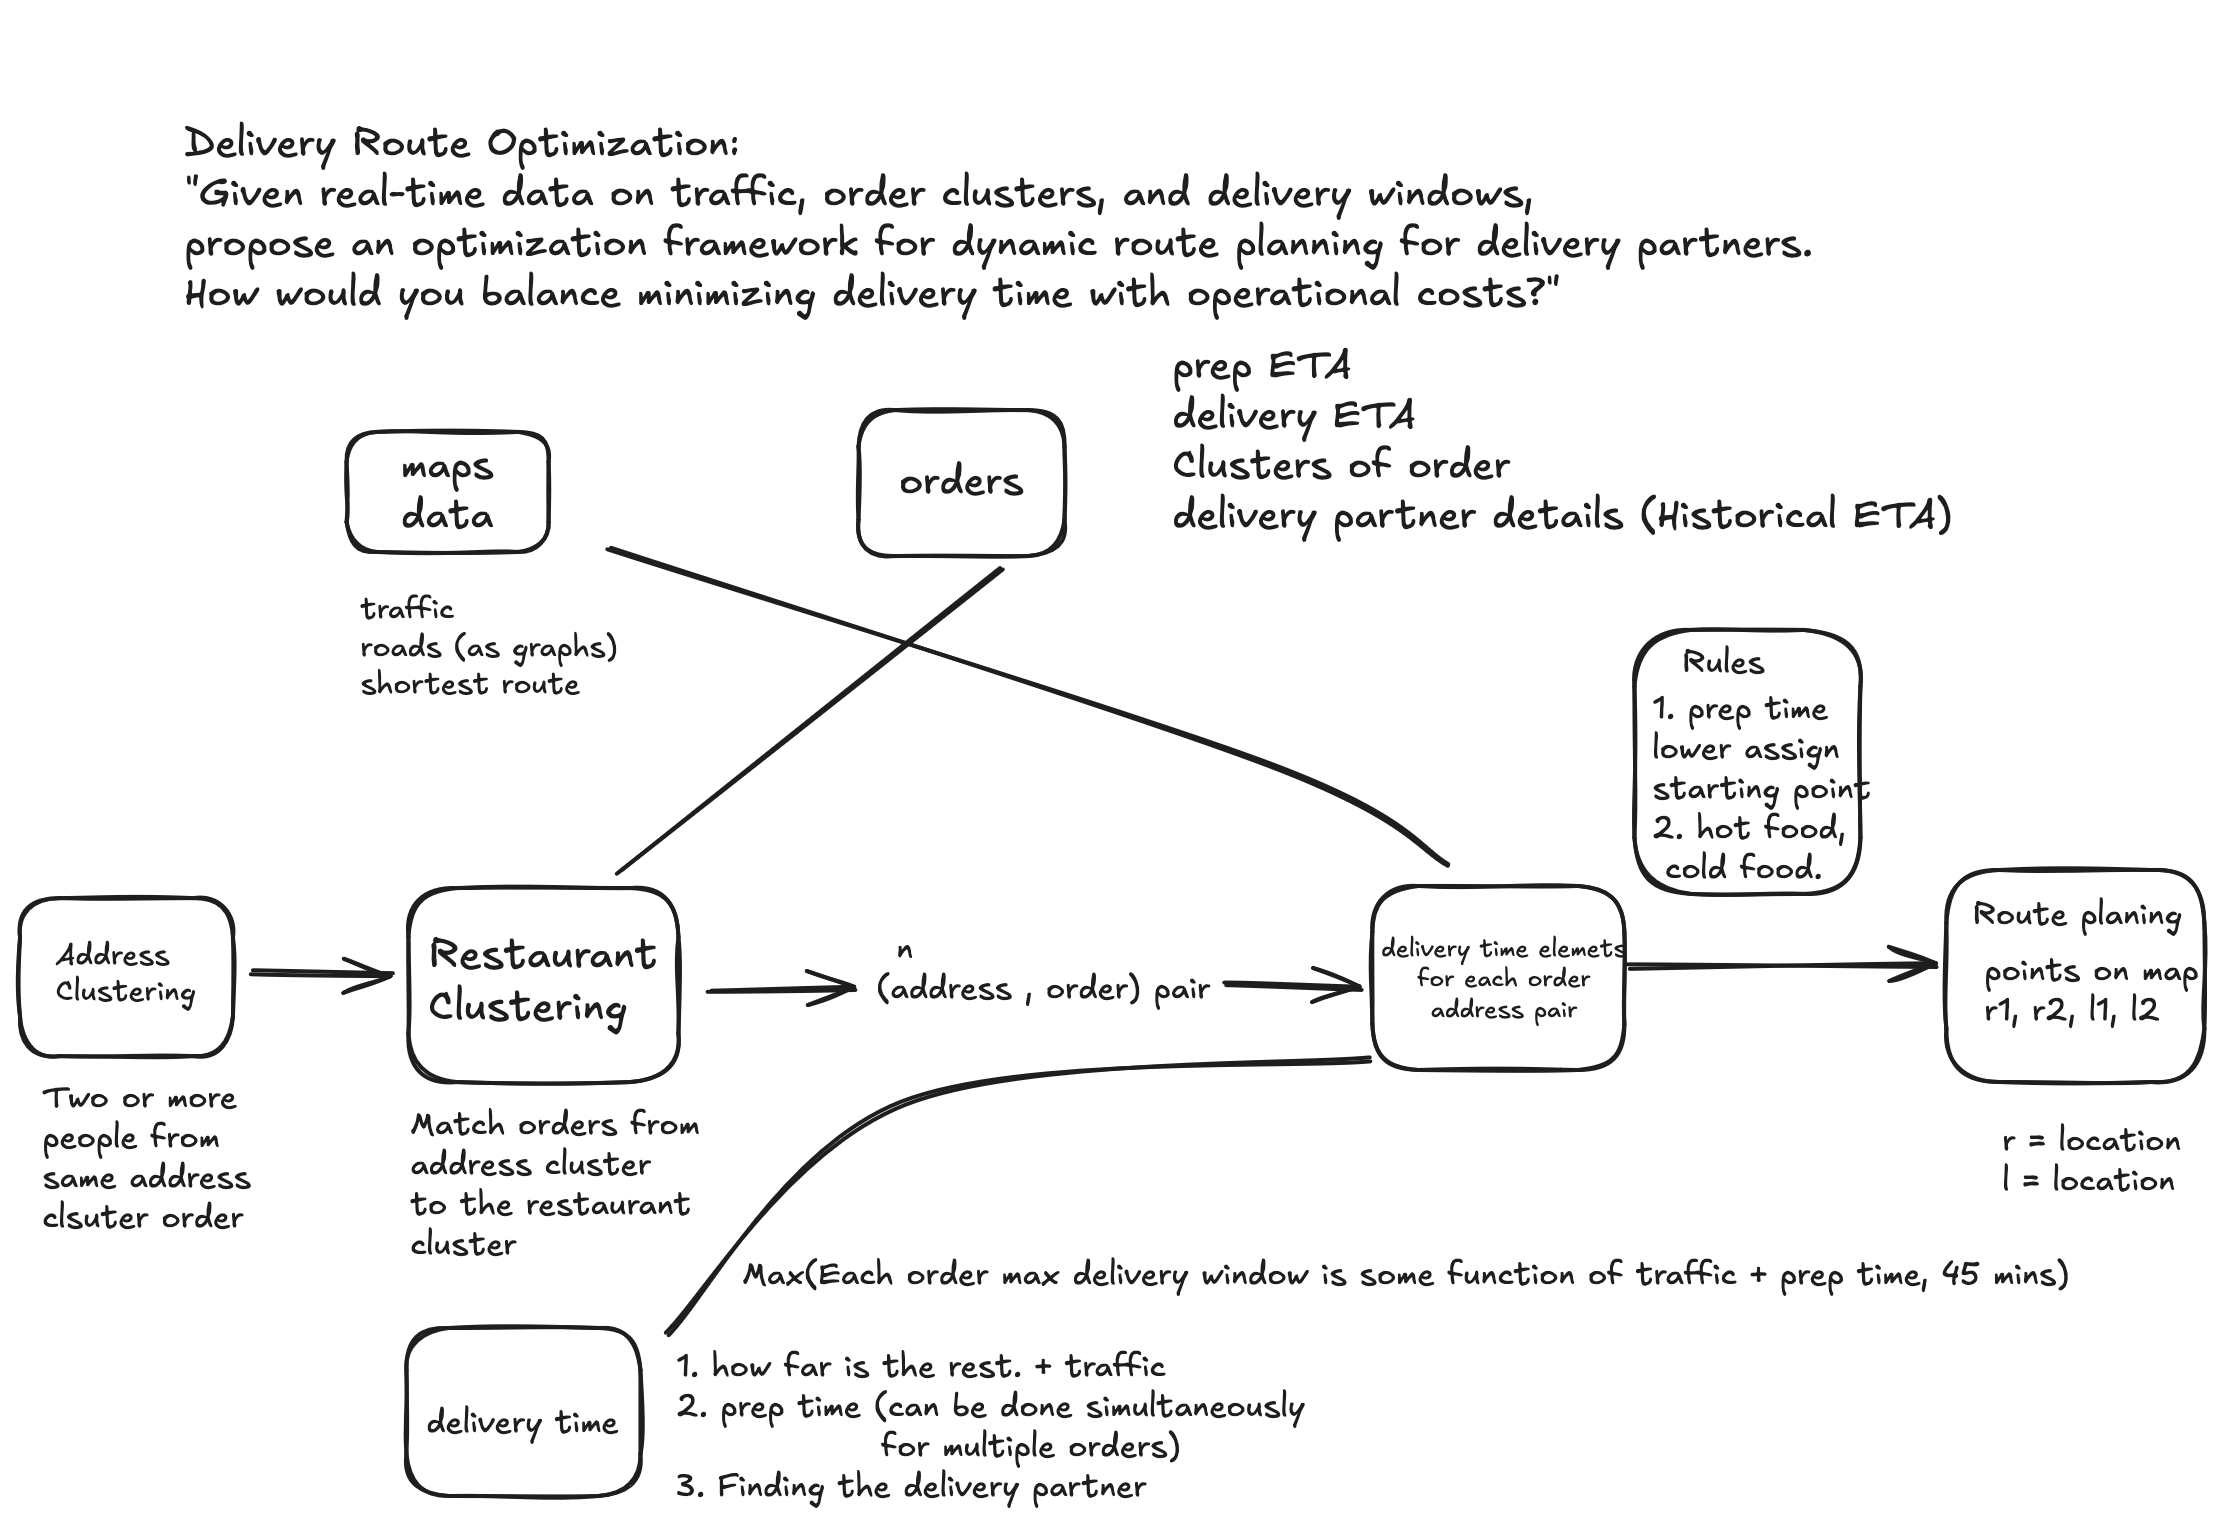 Delivery Route Optimization:
"Given real-time data on traffic, order clusters, and delivery windows,
propose an optimization framework for dynamic route planning for delivery partners.
How would you balance minimizing delivery time with operational costs?"
prep ETA
delivery ETA
Clusters of order
delivery partner details (Historical ETA)
maps
data
orders
traffic
roads (as graphs)
shortest route
Rules
1. prep time
lower assign
starting point
2. hot food,
cold food.
Address
Clustering
Restaurant
Clustering
n
(address , order) pair
delivery time elemets
for each order
address pair
Route planing
points on map
r1, r2, l1, l2
Two or more
people from
same address
clsuter order
Match orders from
address cluster
to the restaurant
cluster
r = location
l = location
Max(Each order max delivery window is some function of traffic + prep time, 45 mins)
delivery time
1. how far is the rest. + traffic
2. prep time (can be done simultaneously
for multiple orders)
3. Finding the delivery partner